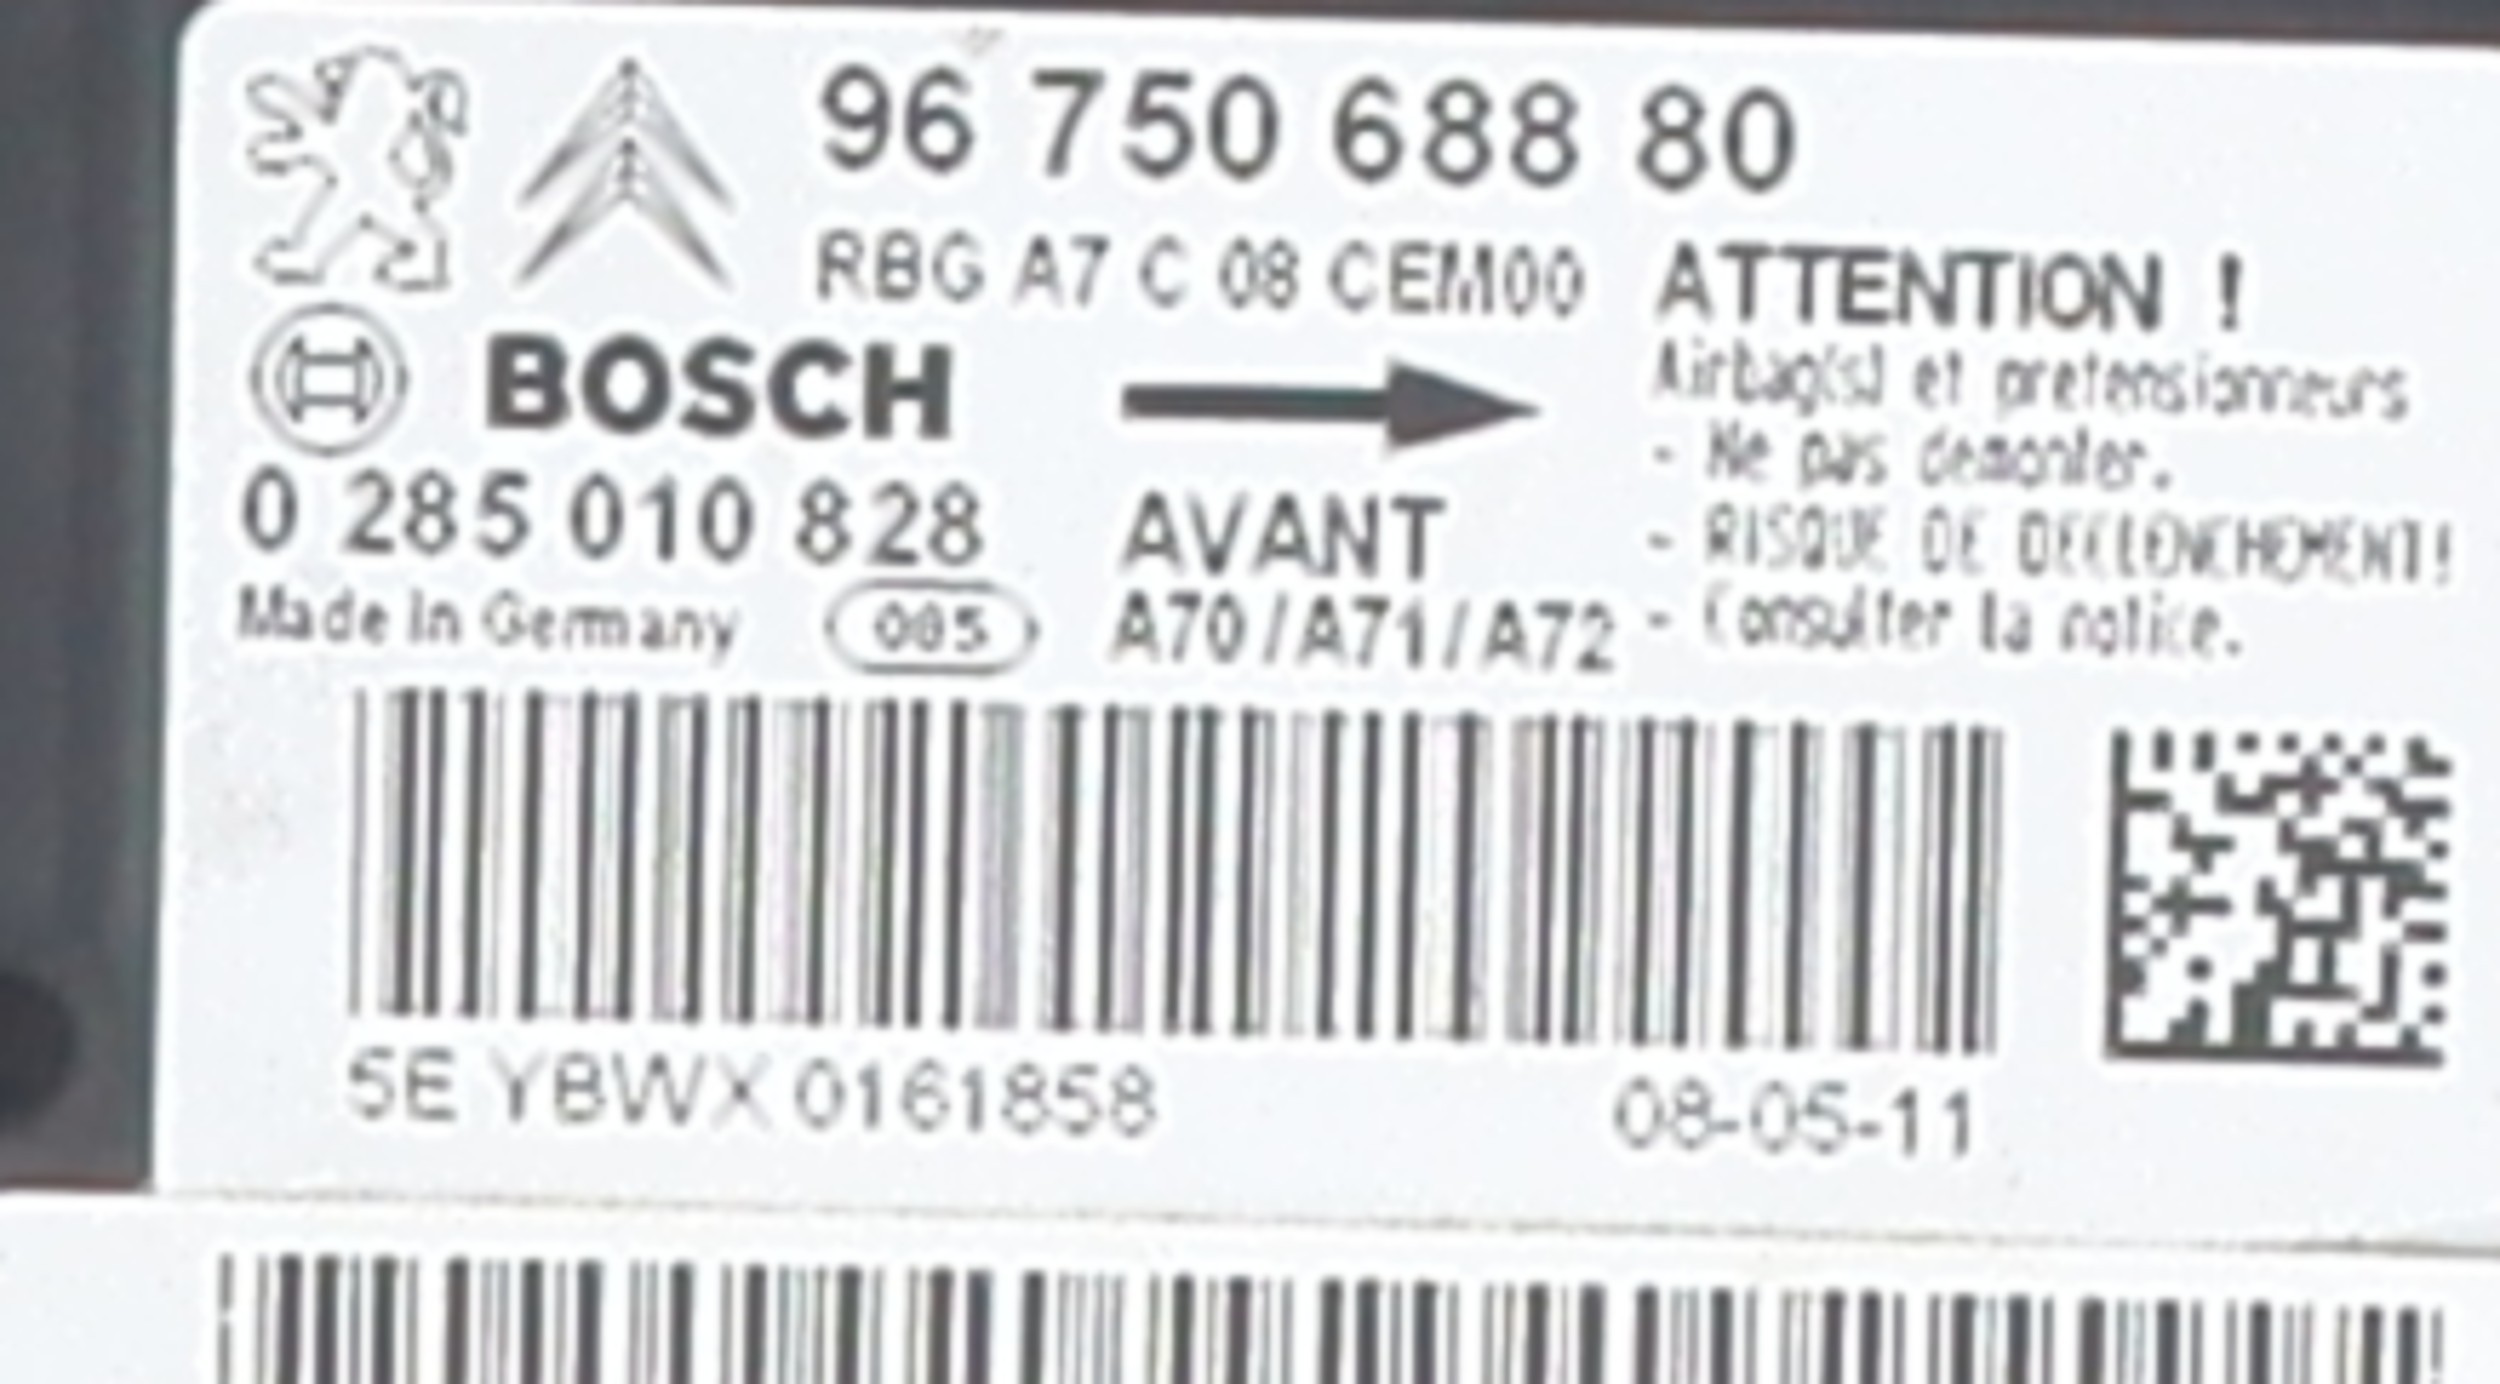 96 750 688 80
RBG A7 C 08 CEM00
BOSCH
0 285 010 828
Made In Germany
005
AVANT
A70/A71/A72
ATTENTION !
Airbag(s) et pretensionneurs
- Ne pas demonter.
- RISQUE DE DECLENCHEMENT!
- Consulter la notice.
5E YBWX 0161858
08-05-11